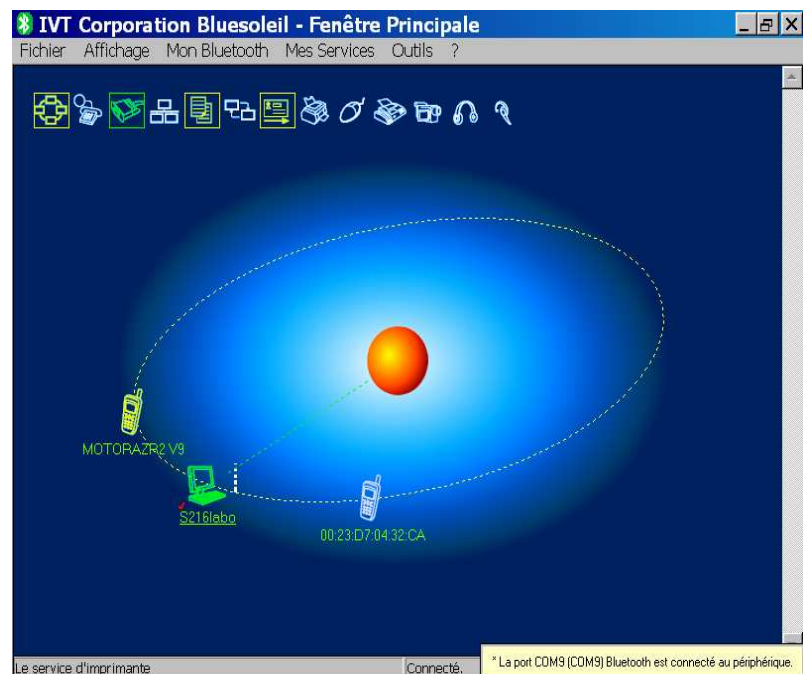 IVT Corporation Bluesoleil - Fenêtre Principale
Fichier Affichage Mon Bluetooth Mes Services Outils ?
MOTORAZR2 V9
S216labo
00:23:D7:04:32:CA
Le service d'imprimante Connecté.
* La port COM9 (COM9) Bluetooth est connecté au périphérique.